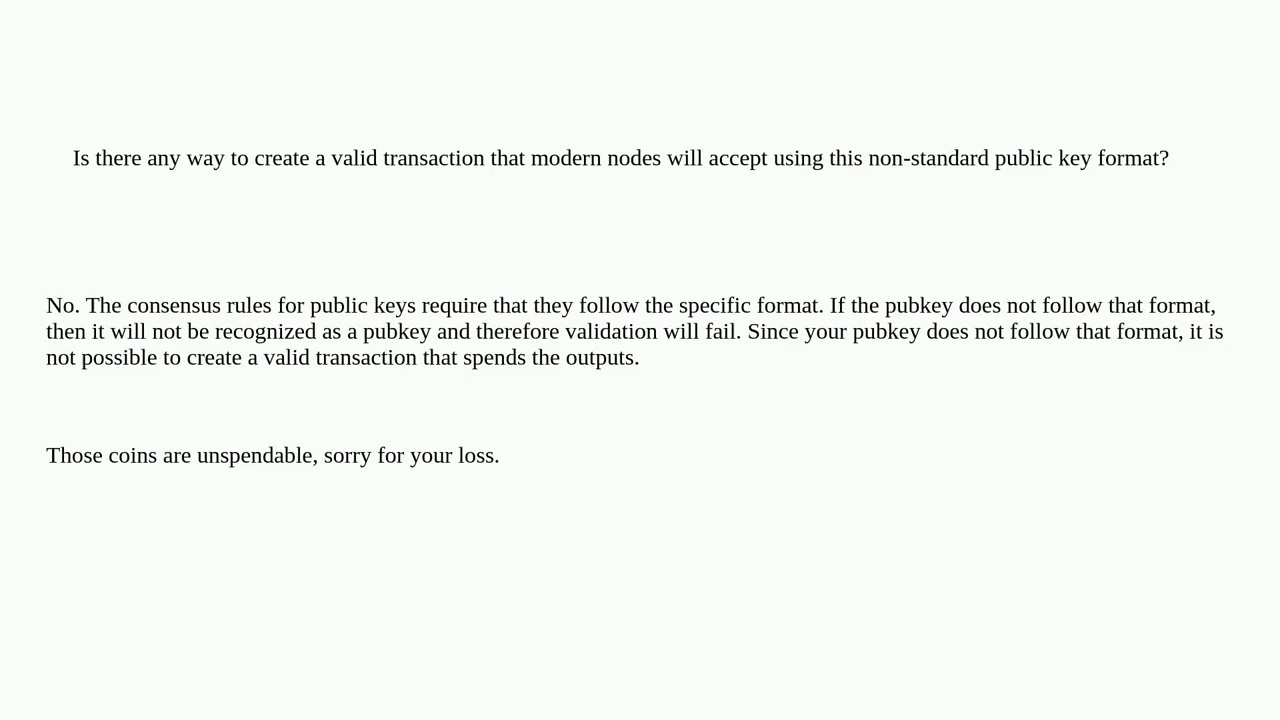 Is there any way to create a valid transaction that modern nodes will accept using this non-standard public key format?
No. The consensus rules for public keys require that they follow the specific format. If the pubkey does not follow that format,
then it will not be recognized as a pubkey and therefore validation will fail. Since your pubkey does not follow that format, it is
not possible to create a valid transaction that spends the outputs.
Those coins are unspendable, sorry for your loss.